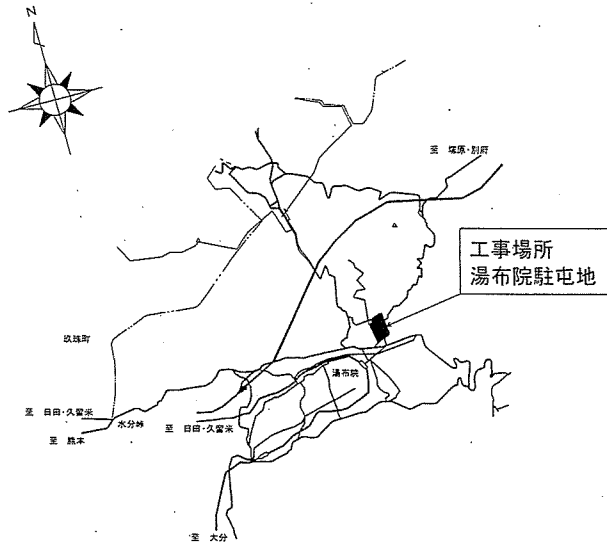 N
至 塚原・別府
工事場所
湯布院駐屯地
玖珠町
湯布院
至 日田・久留米
水分峠
至 日田・久留米
至 熊本
至 大分